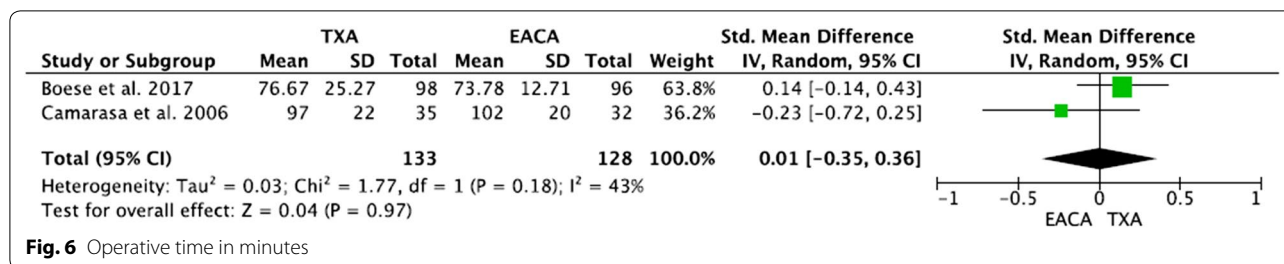 TXA EACA Std. Mean Difference Std. Mean Difference
Study or Subgroup Mean SD Total Mean SD Total Weight IV, Random, 95% CI IV, Random, 95% CI
Boese et al. 2017 76.67 25.27 98 73.78 12.71 96 63.8% 0.14 [−0.14, 0.43]
Camarasa et al. 2006 97 22 35 102 20 32 36.2% −0.23 [−0.72, 0.25]
Total (95% CI) 133 128 100.0% 0.01 [−0.35, 0.36]
Heterogeneity: Tau² = 0.03; Chi² = 1.77, df = 1 (P = 0.18); I² = 43%
Test for overall effect: Z = 0.04 (P = 0.97)
−1 −0.5 0 0.5 1
EACA TXA
Fig. 6 Operative time in minutes